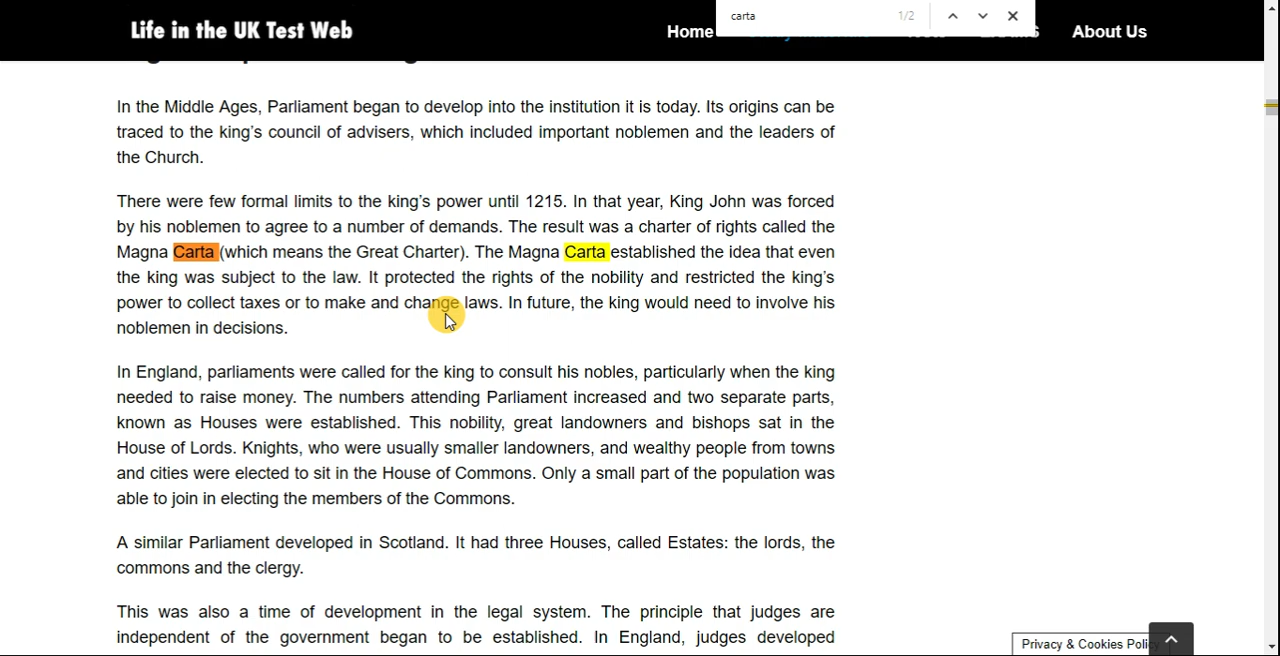 Life in the UK Test Web
carta
1/2
Home
About Us
In the Middle Ages, Parliament began to develop into the institution it is today. Its origins can be
traced to the king's council of advisers, which included important noblemen and the leaders of
the Church.
There were few formal limits to the king's power until 1215. In that year, King John was forced
by his noblemen to agree to a number of demands. The result was a charter of rights called the
Magna Carta (which means the Great Charter). The Magna Carta established the idea that even
the king was subject to the law. It protected the rights of the nobility and restricted the king's
power to collect taxes or to make and change laws. In future, the king would need to involve his
noblemen in decisions.
In England, parliaments were called for the king to consult his nobles, particularly when the king
needed to raise money. The numbers attending Parliament increased and two separate parts,
known as Houses were established. This nobility, great landowners and bishops sat in the
House of Lords. Knights, who were usually smaller landowners, and wealthy people from towns
and cities were elected to sit in the House of Commons. Only a small part of the population was
able to join in electing the members of the Commons.
A similar Parliament developed in Scotland. It had three Houses, called Estates: the lords, the
commons and the clergy.
This was also a time of development in the legal system. The principle that judges are
independent of the government began to be established. In England, judges developed
Privacy & Cookies Policy